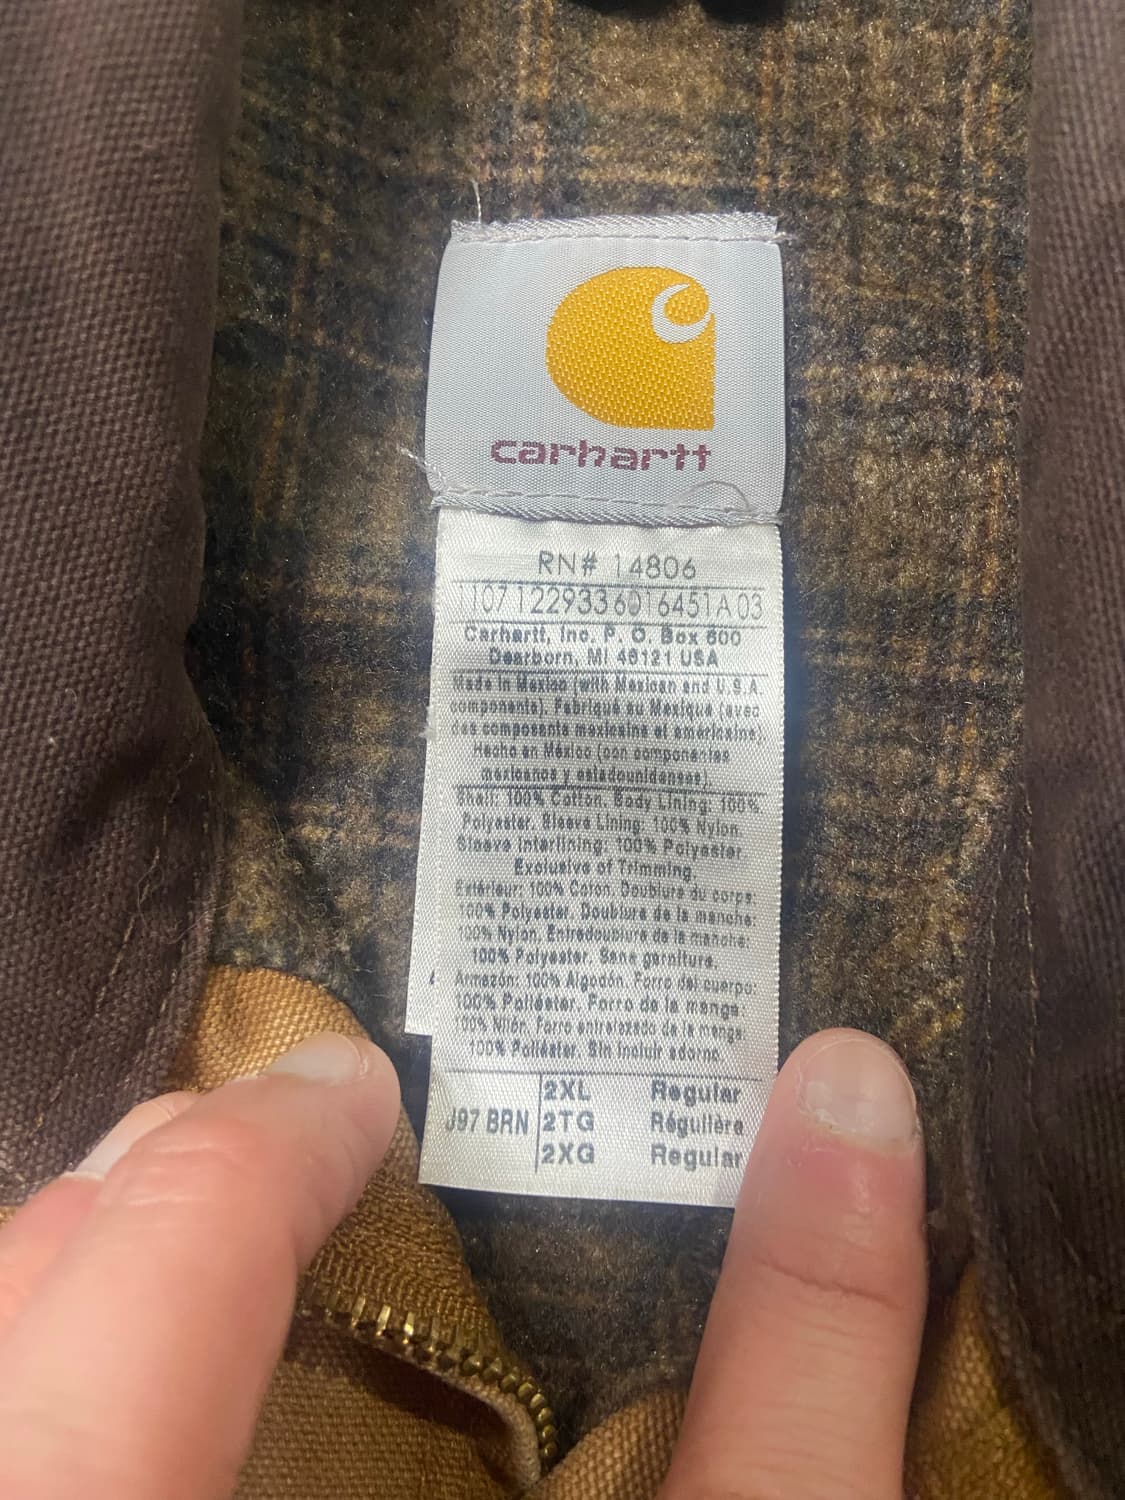 carhartt
RN# 14806
1107122933601645 1A03
Carhartt, Inc. P. O. Box 600
Dearborn, MI 48121 USA
Made in Mexico (with Mexican and U.S.A.
components). Fabriqué au Mexique (avec
des composants mexicains et américains).
Hecho en México (con componentes
mexicanos y estadounidenses).
Shell: 100% Cotton. Body Lining: 100%
Polyester. Sleeve Lining: 100% Nylon.
Sleeve Interlining: 100% Polyester.
Exclusive of Trimming.
Extérieur: 100% Coton. Doublure du corps:
100% Polyester. Doublure de la manche:
100% Nylon. Entredoublure de la manche:
100% Polyester. Sans garniture.
Armazón: 100% Algodón. Forro del cuerpo:
100% Poliéster. Forro de la manga:
100% Nilón. Forro entrelazado de la manga:
100% Poliéster. Sin incluir adorno.
2XL Regular
J97 BRN 2TG Régulière
2XG Regular